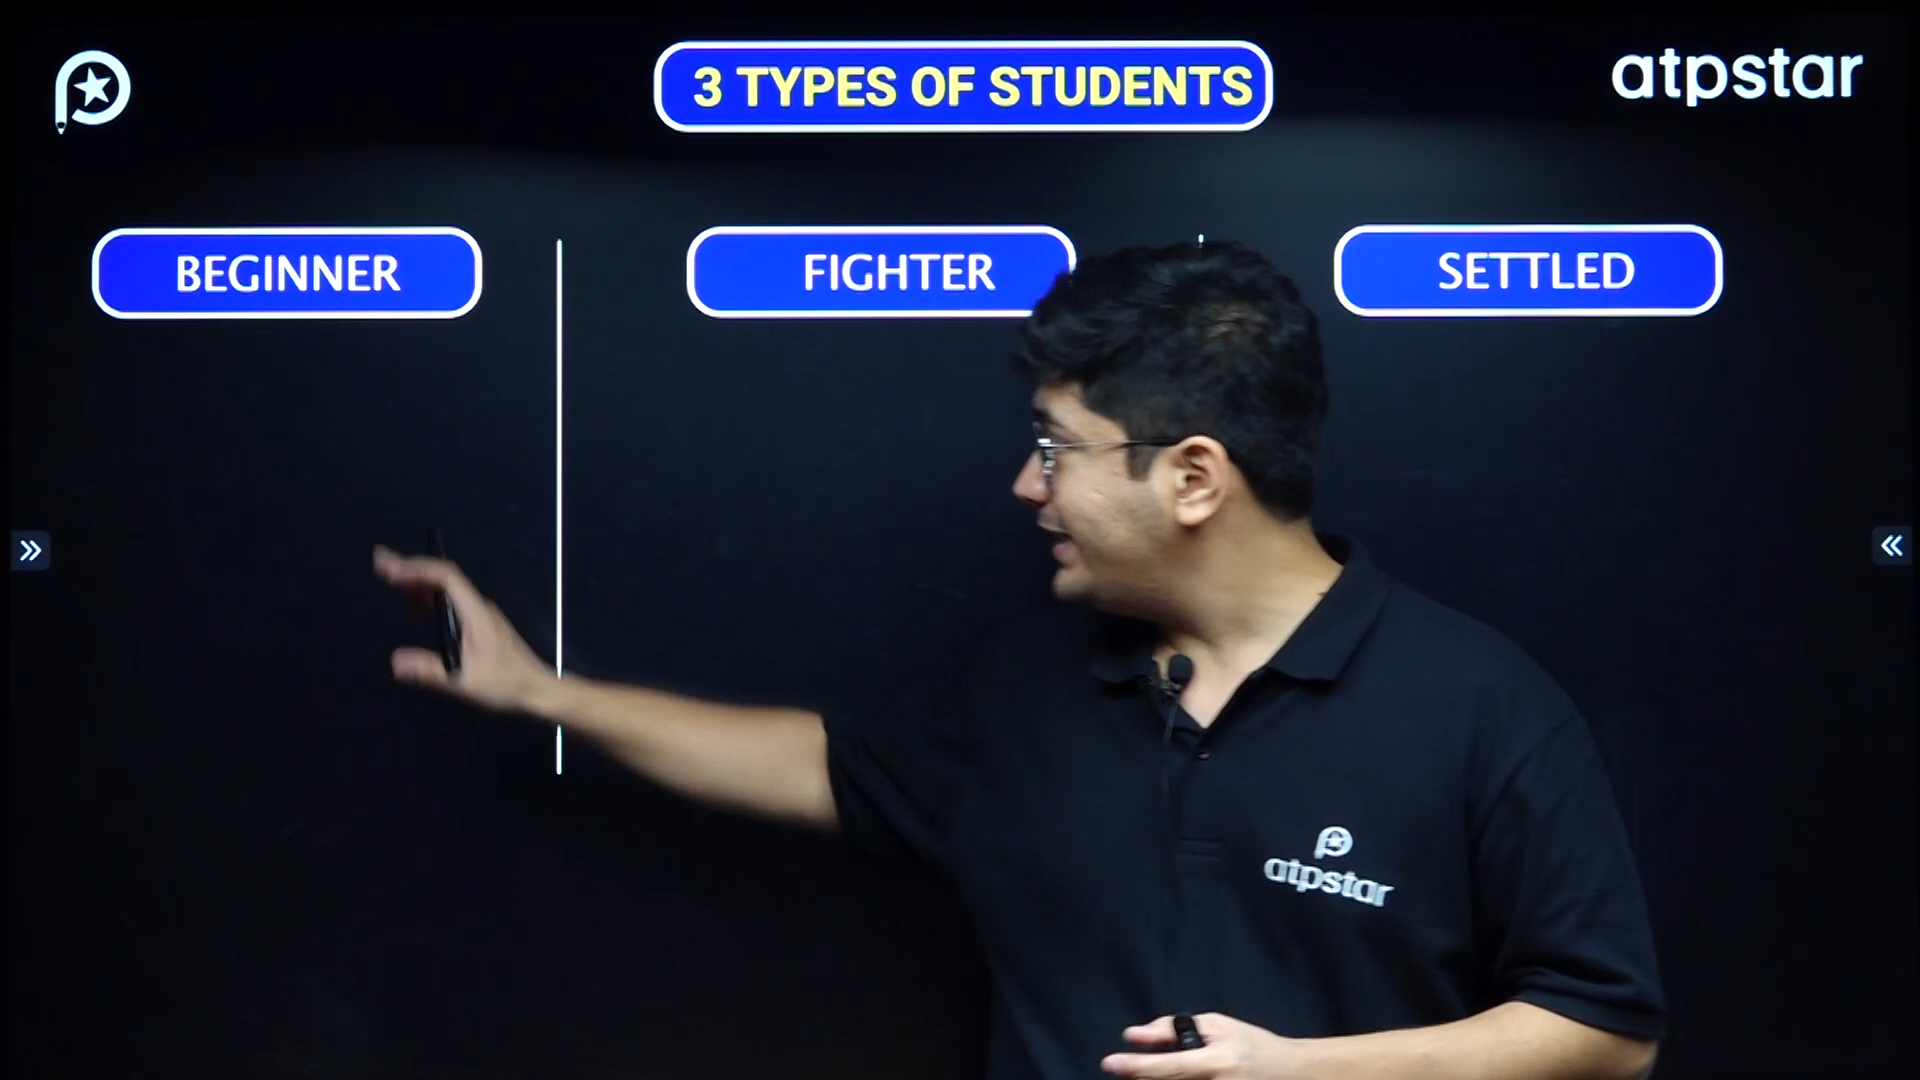 3 TYPES OF STUDENTS
atpstar
BEGINNER
FIGHTER
SETTLED
atpstar